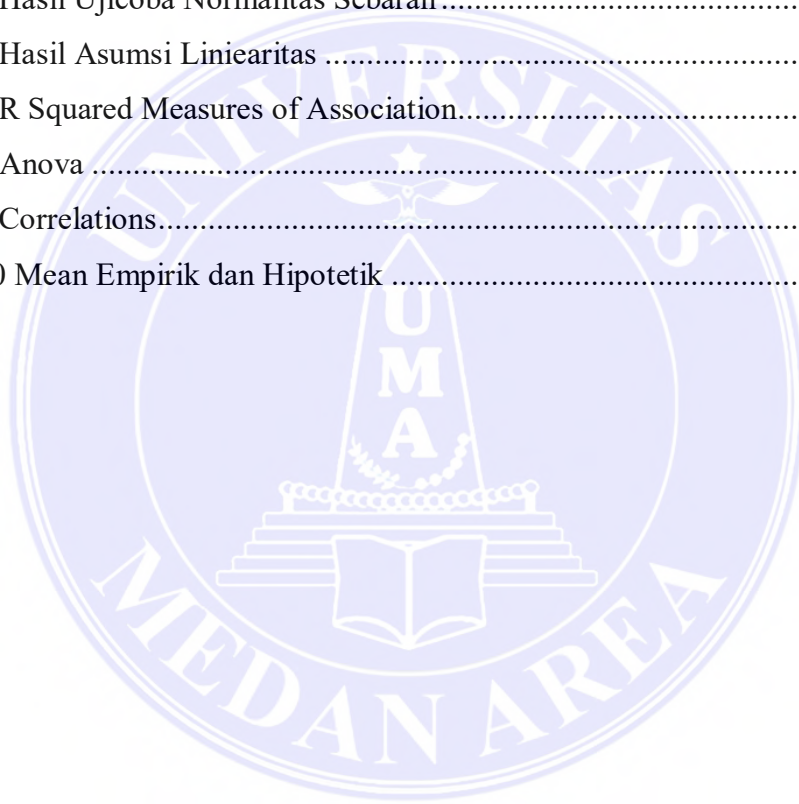 Hasil Ujicoba Normalitas Sebaran........................................
Hasil Asumsi Liniearitas ........................................................
R Squared Measures of Association........................................
Anova ....................................................................................
Correlations............................................................................
0 Mean Empirik dan Hipotetik .................................................
UNIVERSITAS
U
M
A
MEDAN AREA